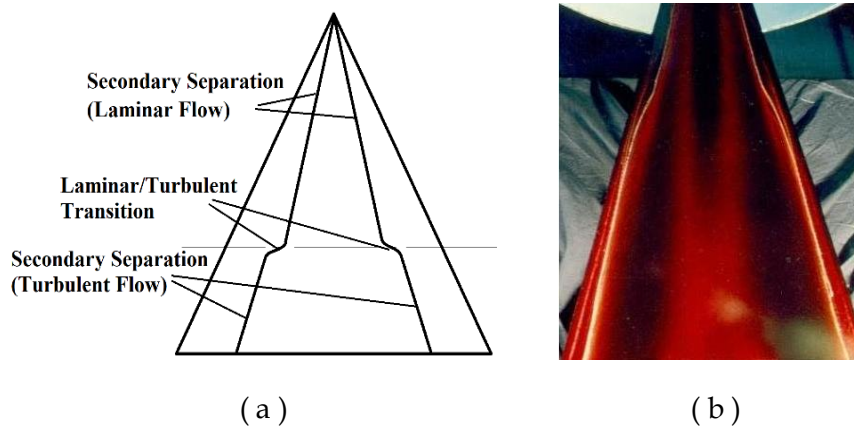 Secondary Separation
(Laminar Flow)
Laminar/Turbulent
Transition
Secondary Separation
(Turbulent Flow)
( a )
( b )